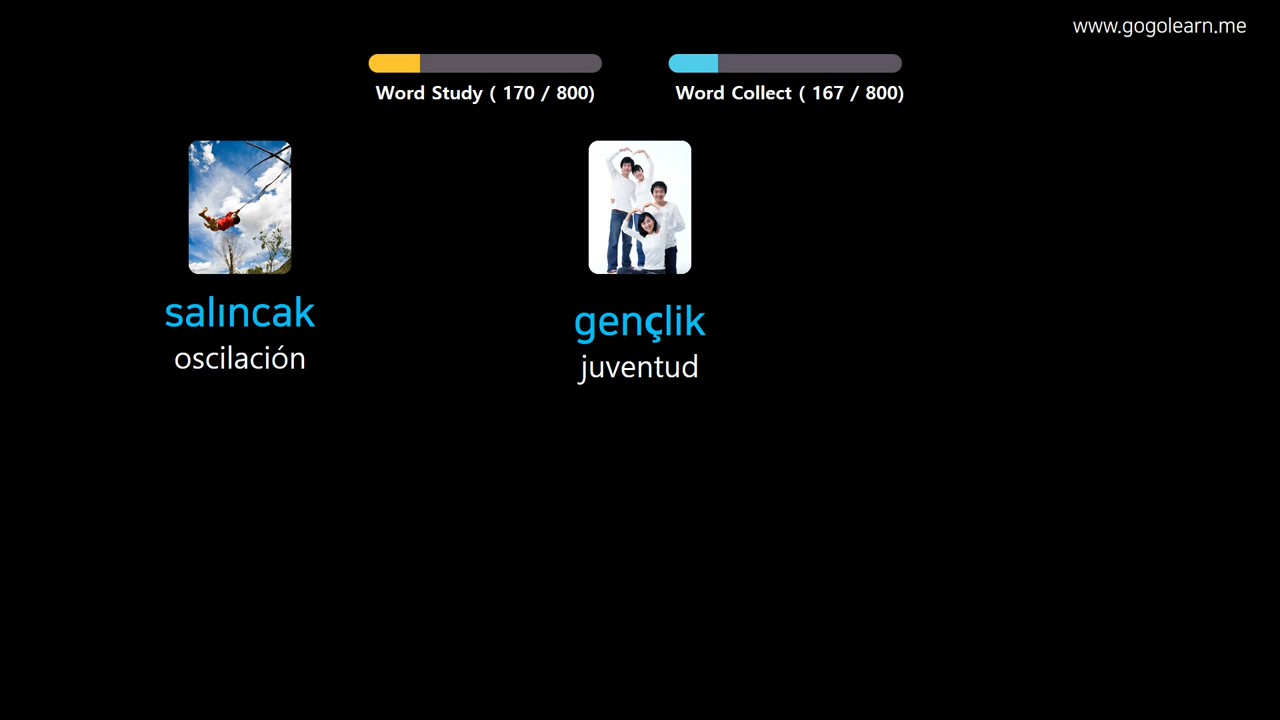 www.gogolearn.me
Word Study ( 170 / 800)
Word Collect ( 167 / 800)
salıncak
oscilación
gençlik
juventud